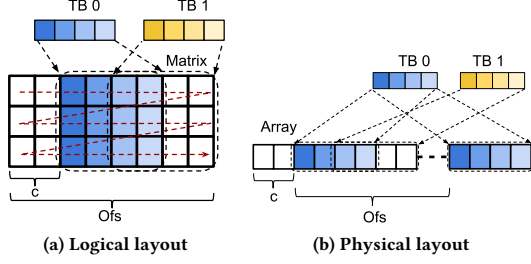 TB 0
TB 1
Matrix
c
Ofs
(a) Logical layout
TB 0
TB 1
Array
c
Ofs
(b) Physical layout